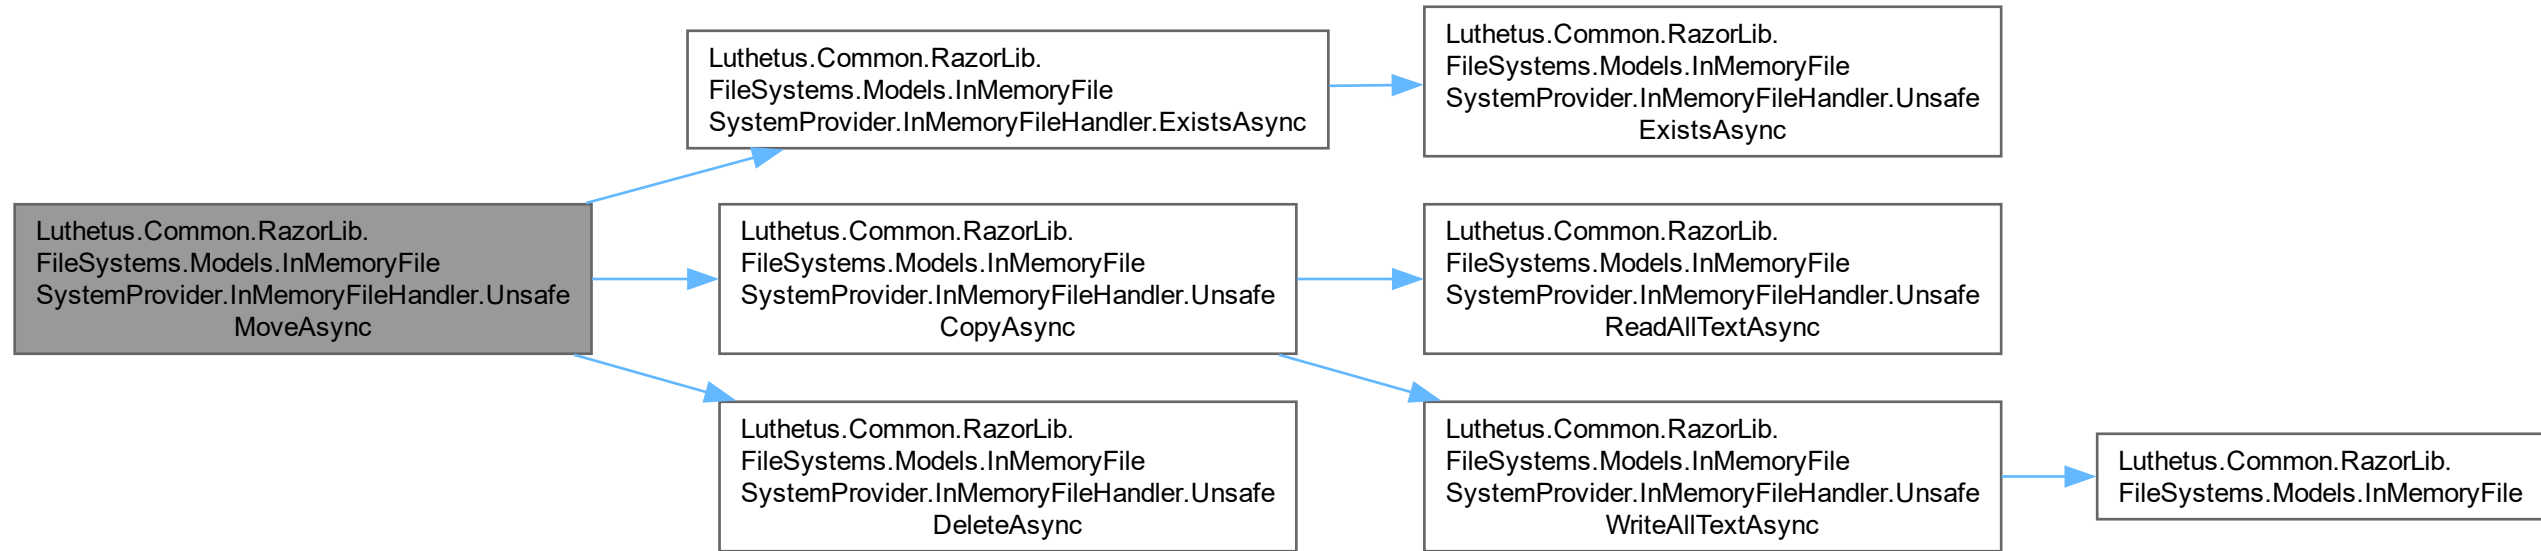 Luthetus.Common.RazorLib.
FileSystems.Models.InMemoryFile
SystemProvider.InMemoryFileHandler.Unsafe
MoveAsync
Luthetus.Common.RazorLib.
FileSystems.Models.InMemoryFile
SystemProvider.InMemoryFileHandler.ExistsAsync
Luthetus.Common.RazorLib.
FileSystems.Models.InMemoryFile
SystemProvider.InMemoryFileHandler.Unsafe
ExistsAsync
Luthetus.Common.RazorLib.
FileSystems.Models.InMemoryFile
SystemProvider.InMemoryFileHandler.Unsafe
CopyAsync
Luthetus.Common.RazorLib.
FileSystems.Models.InMemoryFile
SystemProvider.InMemoryFileHandler.Unsafe
ReadAllTextAsync
Luthetus.Common.RazorLib.
FileSystems.Models.InMemoryFile
SystemProvider.InMemoryFileHandler.Unsafe
DeleteAsync
Luthetus.Common.RazorLib.
FileSystems.Models.InMemoryFile
SystemProvider.InMemoryFileHandler.Unsafe
WriteAllTextAsync
Luthetus.Common.RazorLib.
FileSystems.Models.InMemoryFile